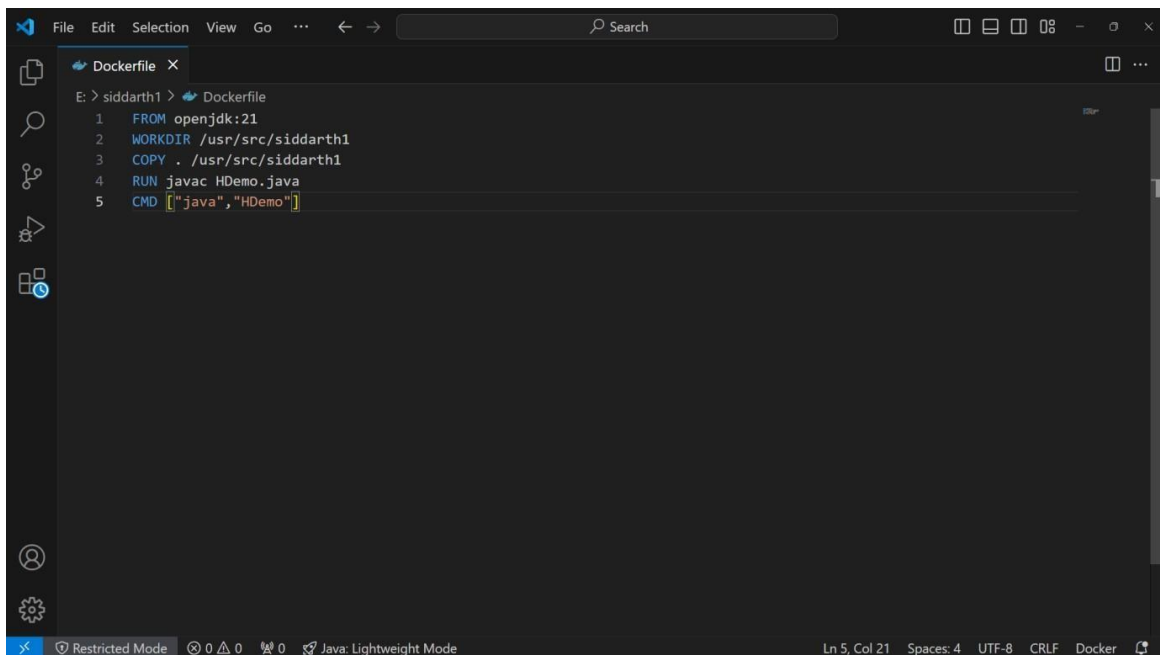 File Edit Selection View Go ··· Search
Dockerfile
E: > siddarth1 > Dockerfile
1 FROM openjdk:21
2 WORKDIR /usr/src/siddarth1
3 COPY . /usr/src/siddarth1
4 RUN javac HDemo.java
5 CMD ["java","HDemo"]
Restricted Mode 0 0 0 Java: Lightweight Mode Ln 5, Col 21 Spaces: 4 UTF-8 CRLF Docker